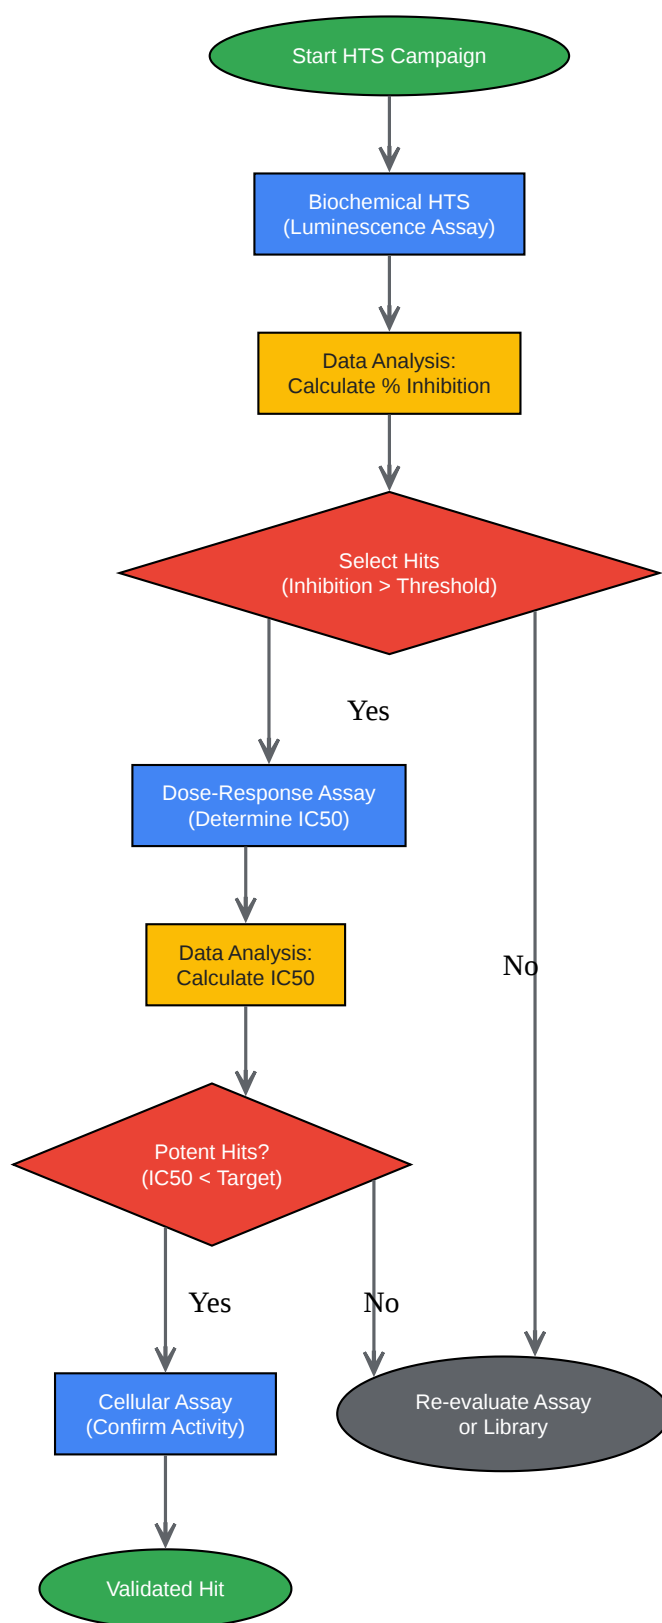 Start HTS Campaign
Biochemical HTS
(Luminescence Assay)
Data Analysis:
Calculate % Inhibition
Select Hits
(Inhibition > Threshold)
Yes
Dose-Response Assay
(Determine IC50)
Data Analysis:
Calculate IC50
No
Potent Hits?
(IC50 < Target)
Yes
No
Cellular Assay
(Confirm Activity)
Re-evaluate Assay
or Library
Validated Hit